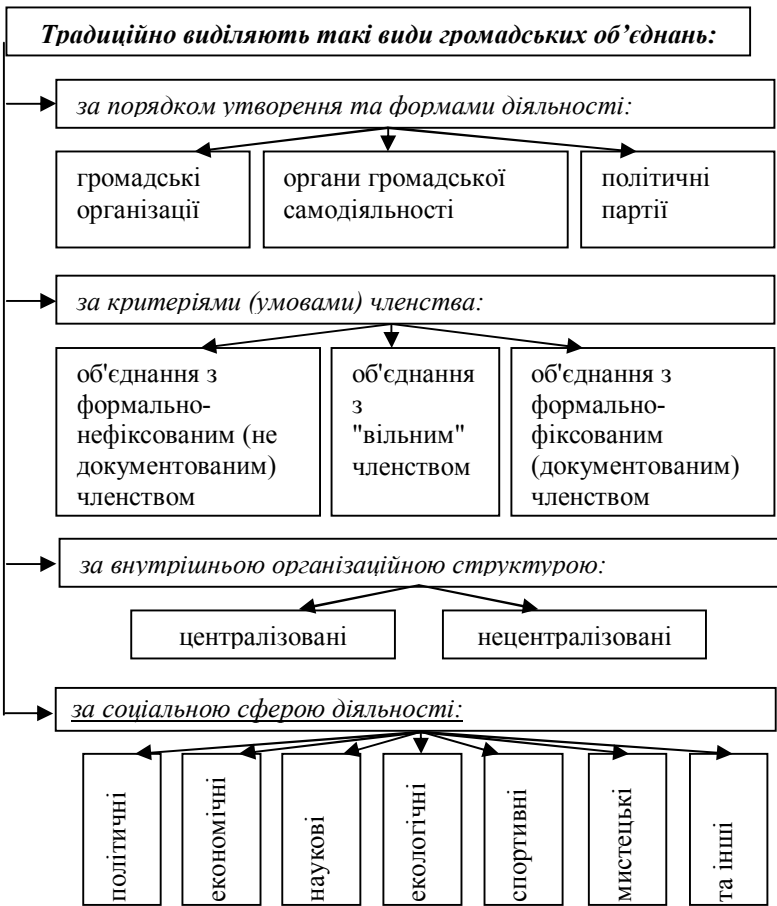 Традиційно виділяють такі види громадських об’єднань:
за порядком утворення та формами діяльності:
громадські
організації
органи громадської
самодіяльності
політичні
партії
за критеріями (умовами) членства:
об'єднання з
формально-
нефіксованим (не
документованим)
членством
об'єднання
з
"вільним"
членством
об'єднання з
формально-
фіксованим
(документованим)
членством
за внутрішньою організаційною структурою:
централізовані
нецентралізовані
за соціальною сферою діяльності:
політичні
економічні
наукові
екологічні
спортивні
мистецькі
та інші